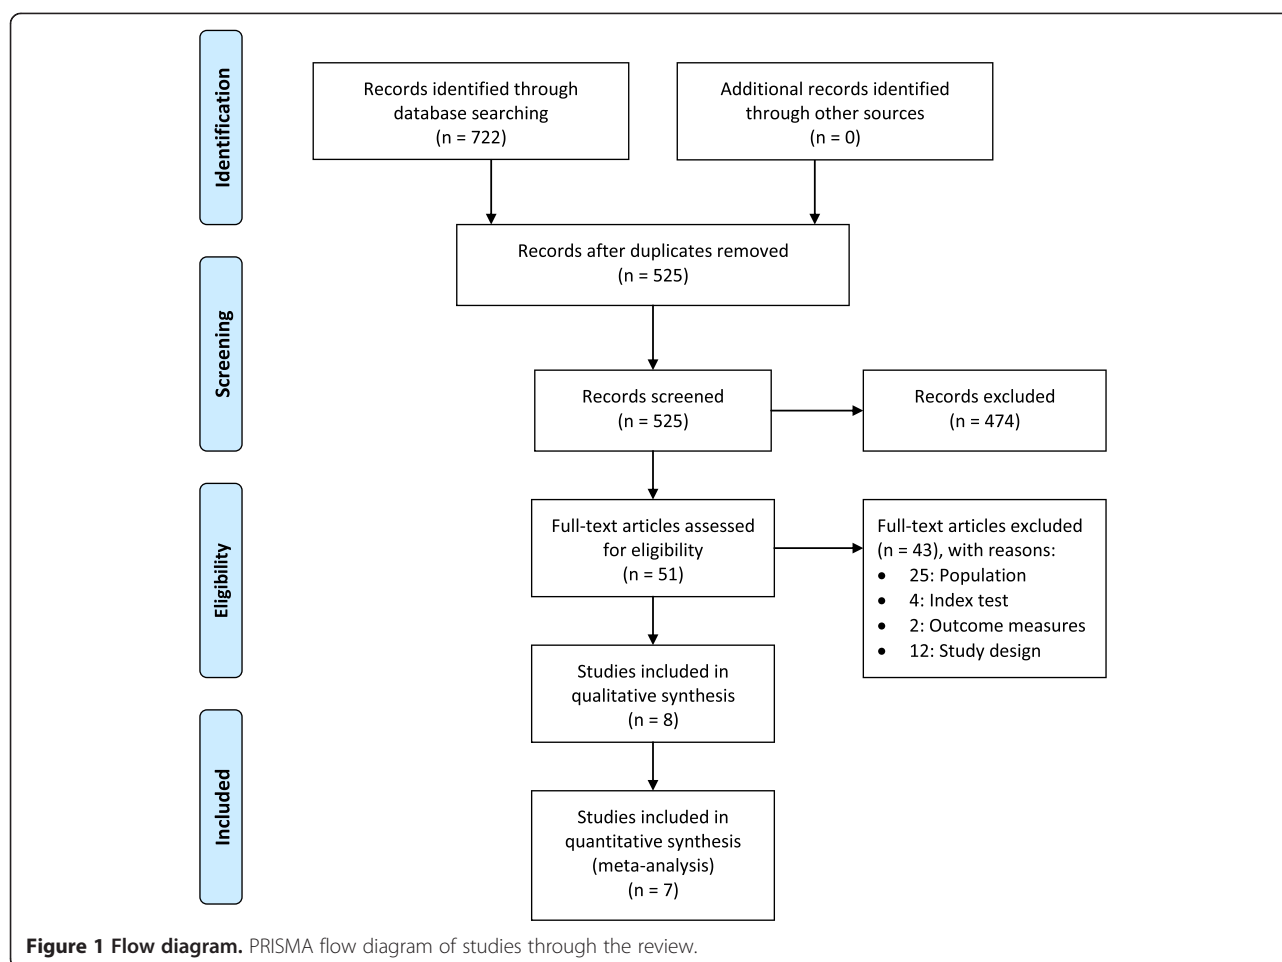 Identification
Records identified through
database searching
(n = 722)
Additional records identified
through other sources
(n = 0)
Records after duplicates removed
(n = 525)
Screening
Records screened
(n = 525)
Records excluded
(n = 474)
Eligibility
Full-text articles assessed
for eligibility
(n = 51)
Full-text articles excluded
(n = 43), with reasons:
• 25: Population
• 4: Index test
• 2: Outcome measures
• 12: Study design
Studies included in
qualitative synthesis
(n = 8)
Included
Studies included in
quantitative synthesis
(meta-analysis)
(n = 7)
Figure 1 Flow diagram. PRISMA flow diagram of studies through the review.